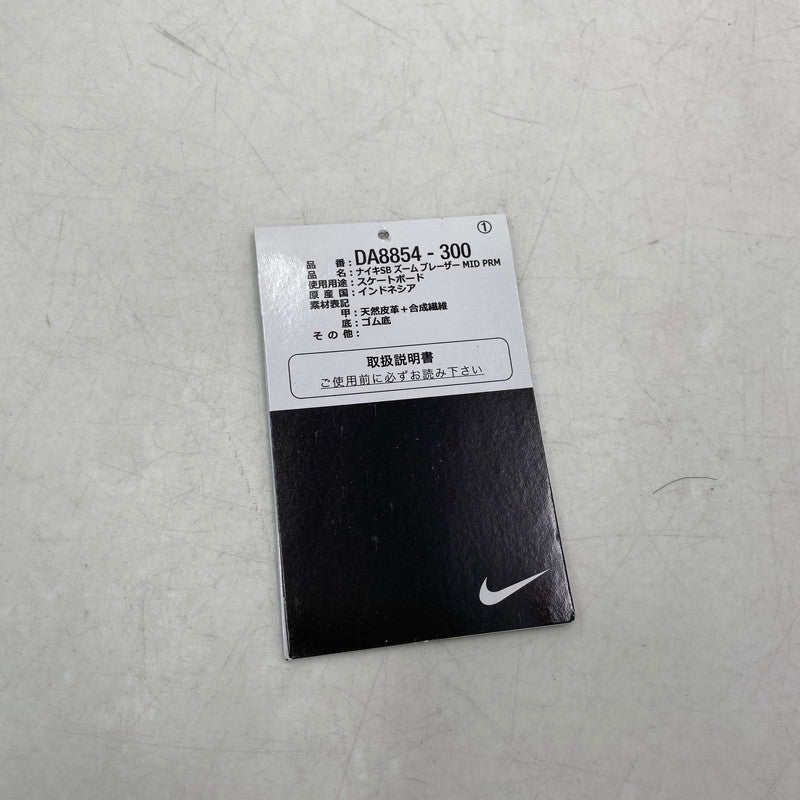 ①
品番：DA8854 - 300
品名：ナイキSB ズーム ブレーザー MID PRM
使用用途：スケートボード
原産国：インドネシア
素材表記
甲：天然皮革＋合成繊維
底：ゴム底
その他：
取扱説明書
ご使用前に必ずお読み下さい